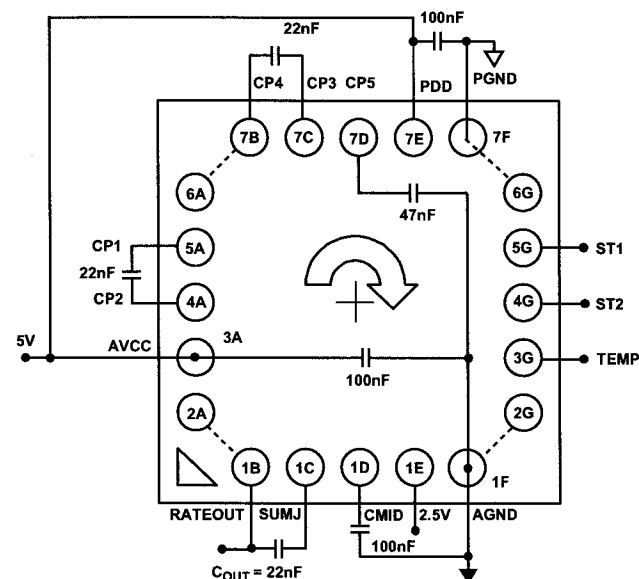 100nF
22nF
CP4 CP3 CP5 PDD PGND
7B 7C 7D 7E 7F
6A 6G
47nF
CP1 5A 5G ST1
22nF
CP2 4A 4G ST2
5V AVCC 3A 3G TEMP
100nF
2A 2G
1B 1C 1D 1E 1F
RATEOUT SUMJ CMID 2.5V AGND
100nF
COUT = 22nF